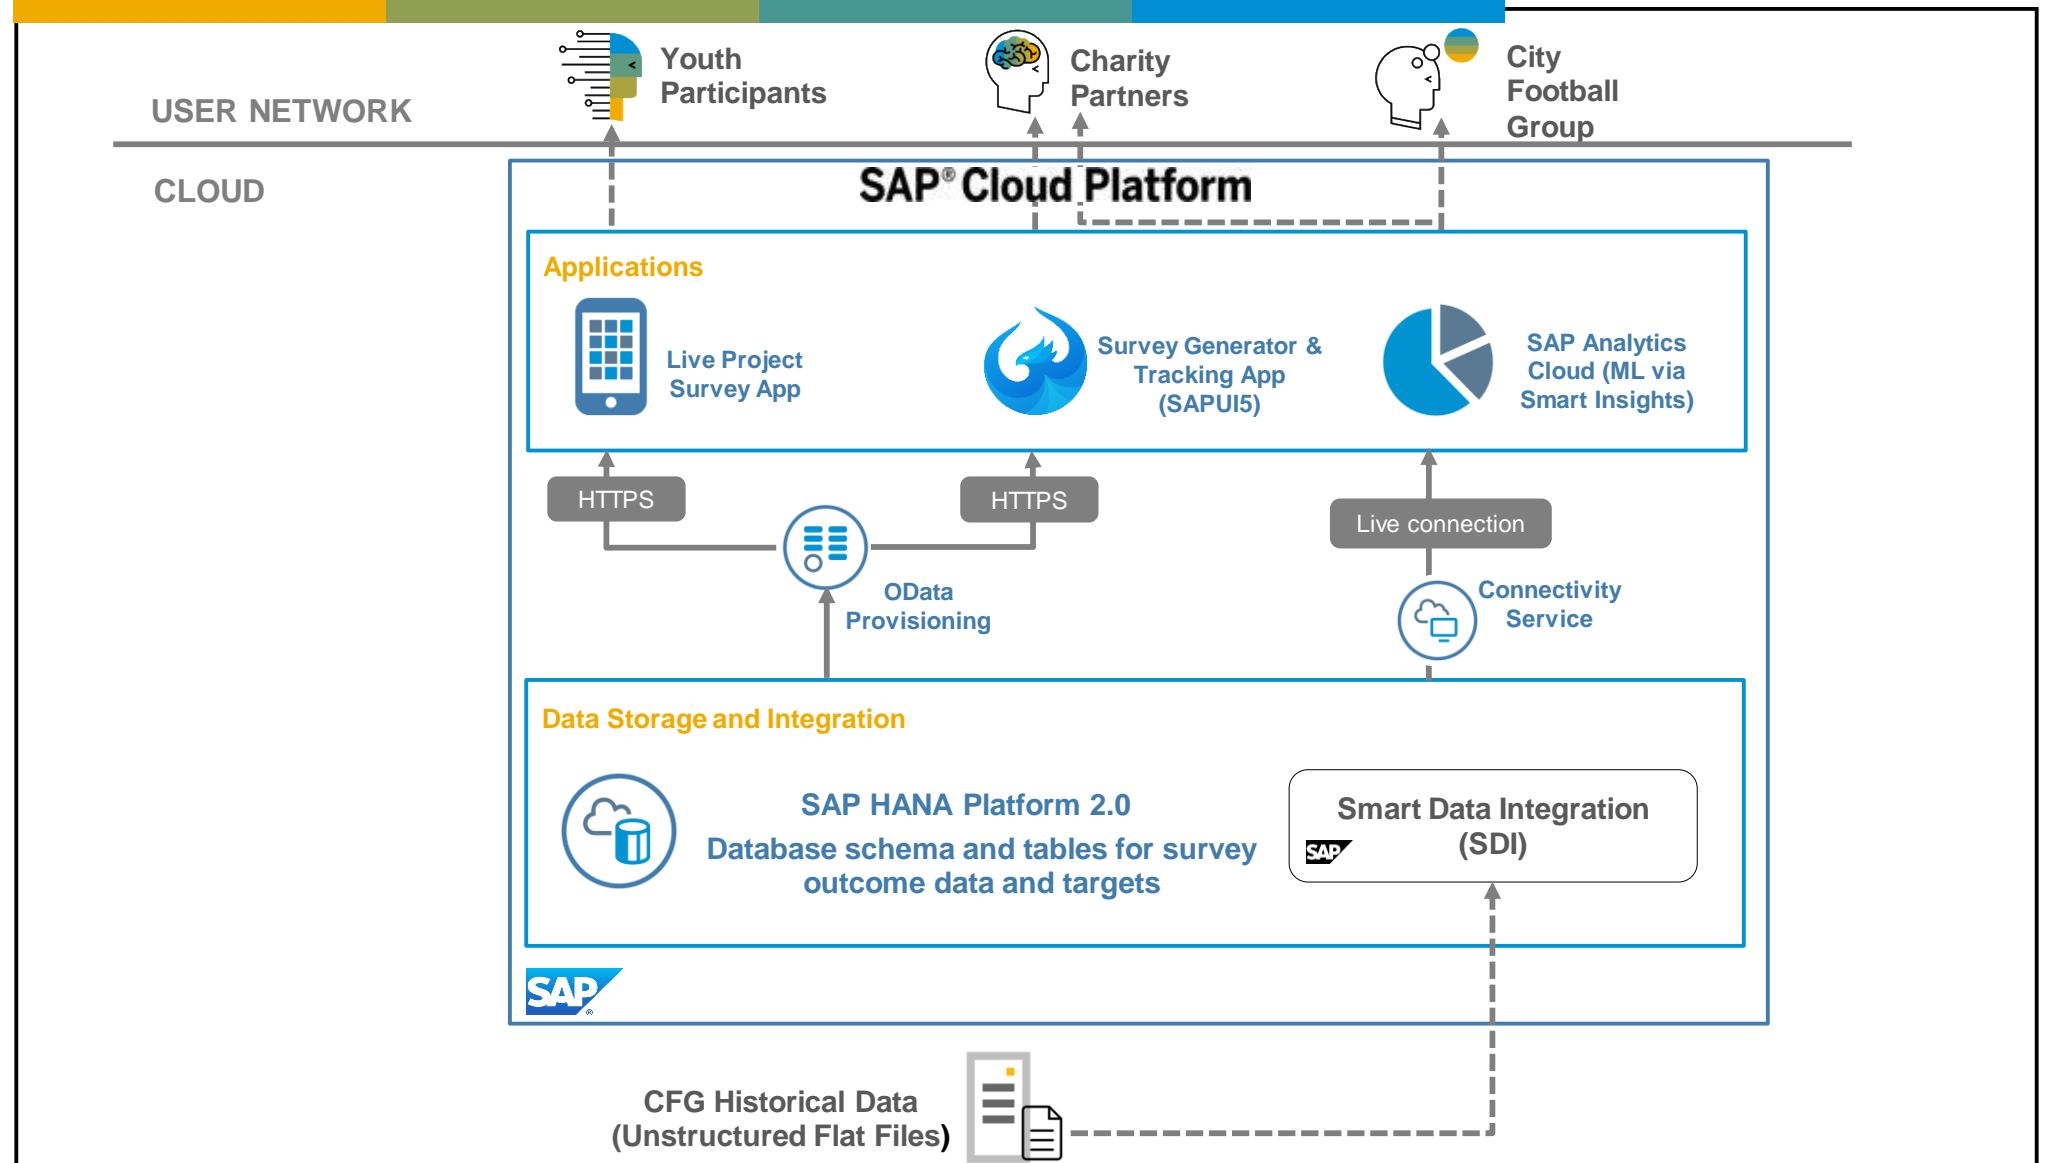 Youth
Participants
Charity
Partners
City
Football
Group
USER NETWORK
CLOUD
SAP® Cloud Platform
Applications
Live Project
Survey App
Survey Generator &
Tracking App
(SAPUI5)
SAP Analytics
Cloud (ML via
Smart Insights)
HTTPS
HTTPS
Live connection
OData
Provisioning
Connectivity
Service
Data Storage and Integration
SAP HANA Platform 2.0
Database schema and tables for survey
outcome data and targets
Smart Data Integration
(SDI)
SAP
SAP®
CFG Historical Data
(Unstructured Flat Files)